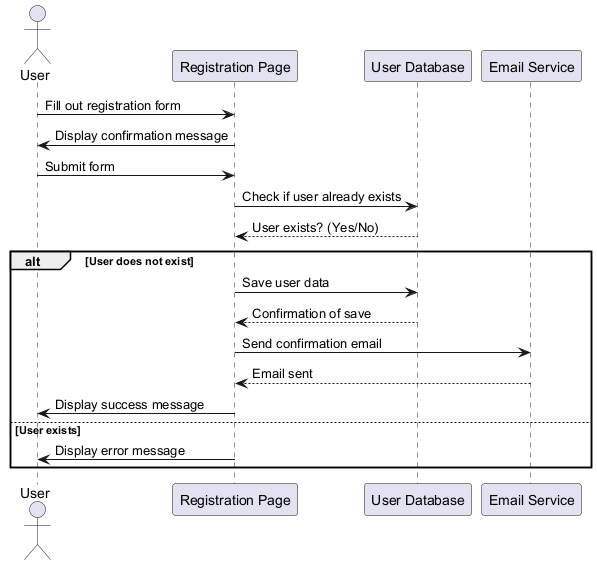 User
Registration Page
User Database
Email Service
Fill out registration form
Display confirmation message
Submit form
Check if user already exists
User exists? (Yes/No)
alt
[User does not exist]
Save user data
Confirmation of save
Send confirmation email
Email sent
Display success message
[User exists]
Display error message
User
Registration Page
User Database
Email Service